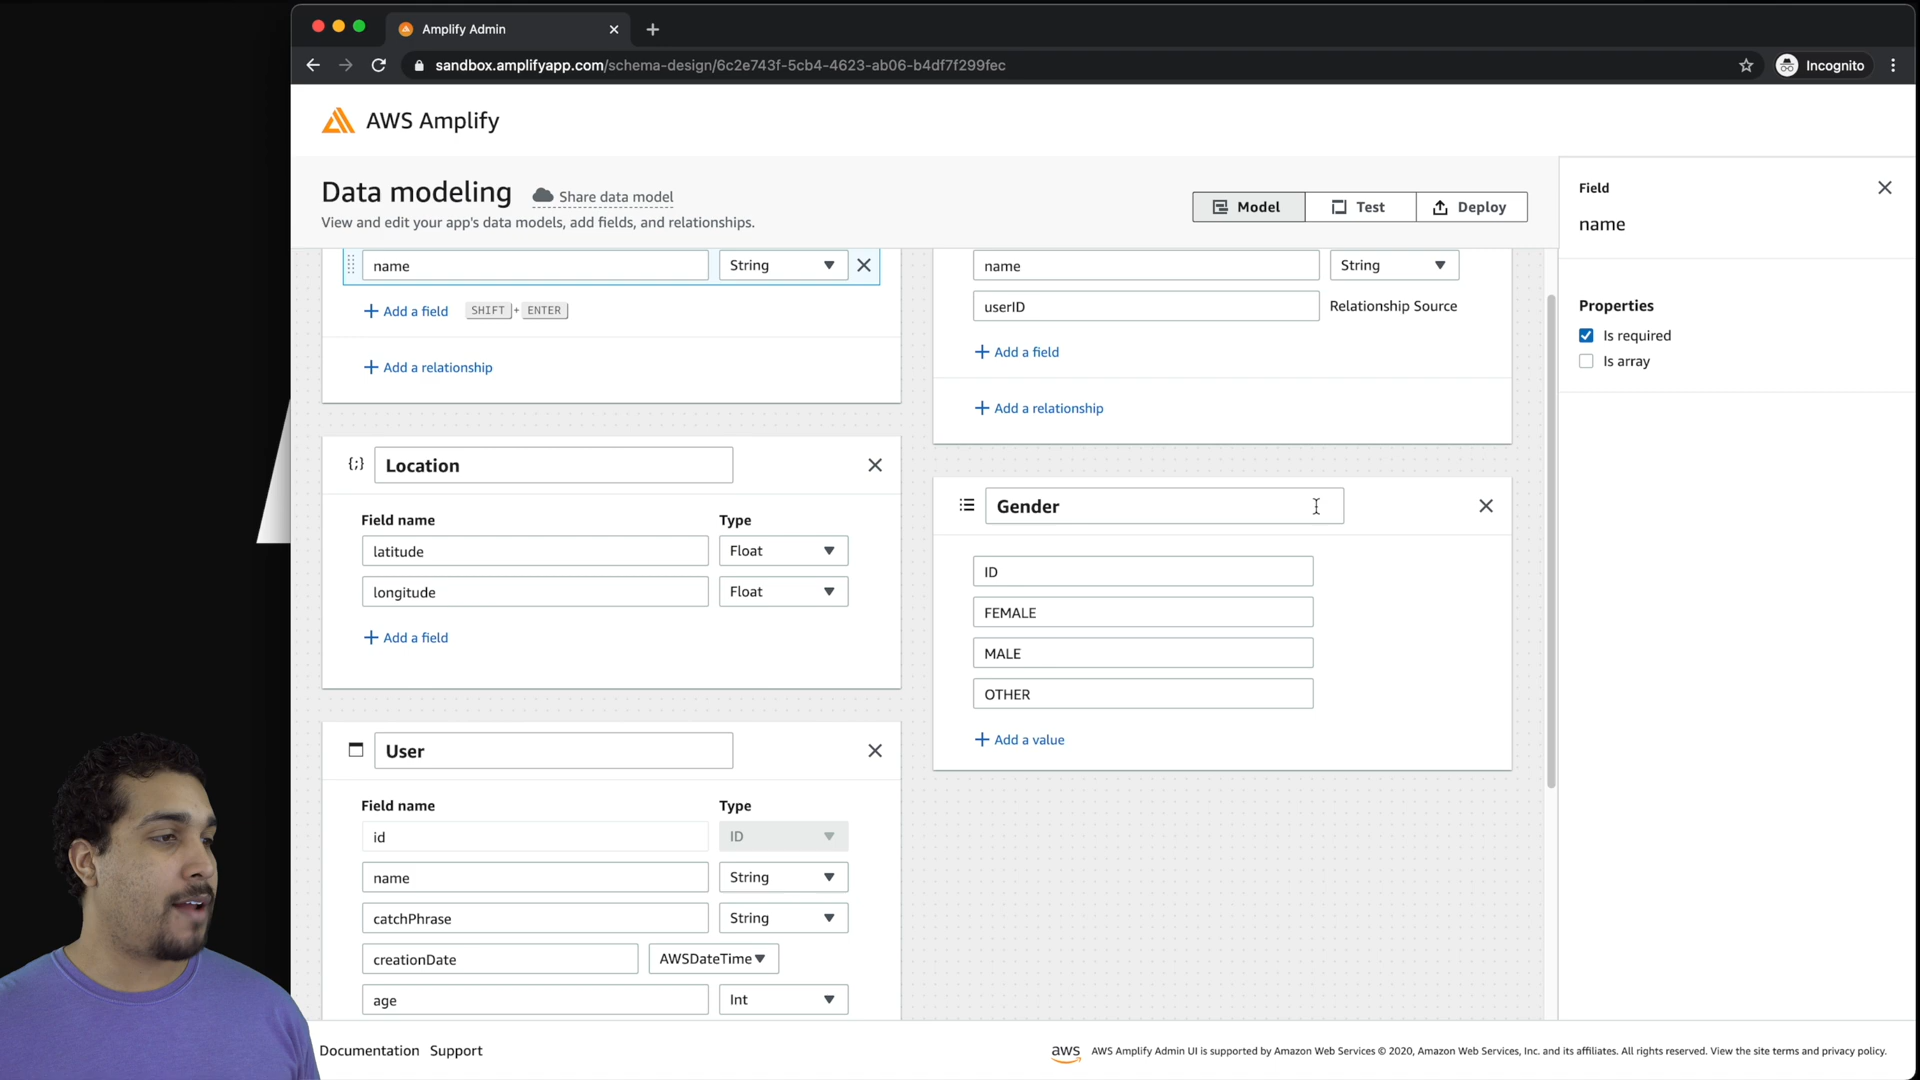 Amplify Admin
sandbox.amplifyapp.com/schema-design/6c2e743f-5cb4-4623-ab06-b4df7f299fec
Incognito
AWS Amplify
Data modeling
Share data model
View and edit your app's data models, add fields, and relationships.
Model
Test
Deploy
name
String
Add a field
SHIFT + ENTER
Add a relationship
name
String
userID
Relationship Source
Add a field
Add a relationship
Location
Field name
Type
latitude
Float
longitude
Float
Add a field
Gender
ID
FEMALE
MALE
OTHER
Add a value
User
Field name
Type
id
ID
name
String
catchPhrase
String
creationDate
AWSDateTime
age
Int
Field
name
Properties
Is required
Is array
Documentation
Support
aws
AWS Amplify Admin UI is supported by Amazon Web Services © 2020, Amazon Web Services, Inc. and its affiliates. All rights reserved. View the site terms and privacy policy.